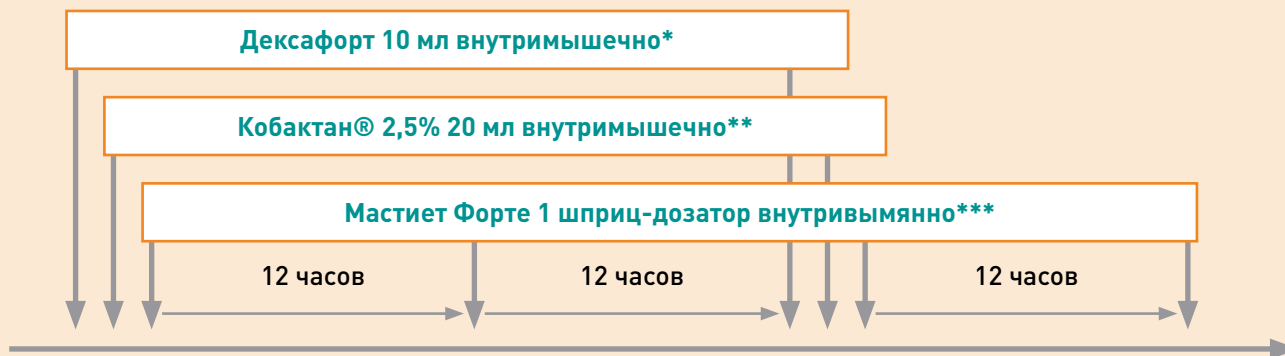 Дексафорт 10 мл внутримышечно*
Кобактан® 2,5% 20 мл внутримышечно**
Мастиет Форте 1 шприц-дозатор внутривымянно***
12 часов
12 часов
12 часов